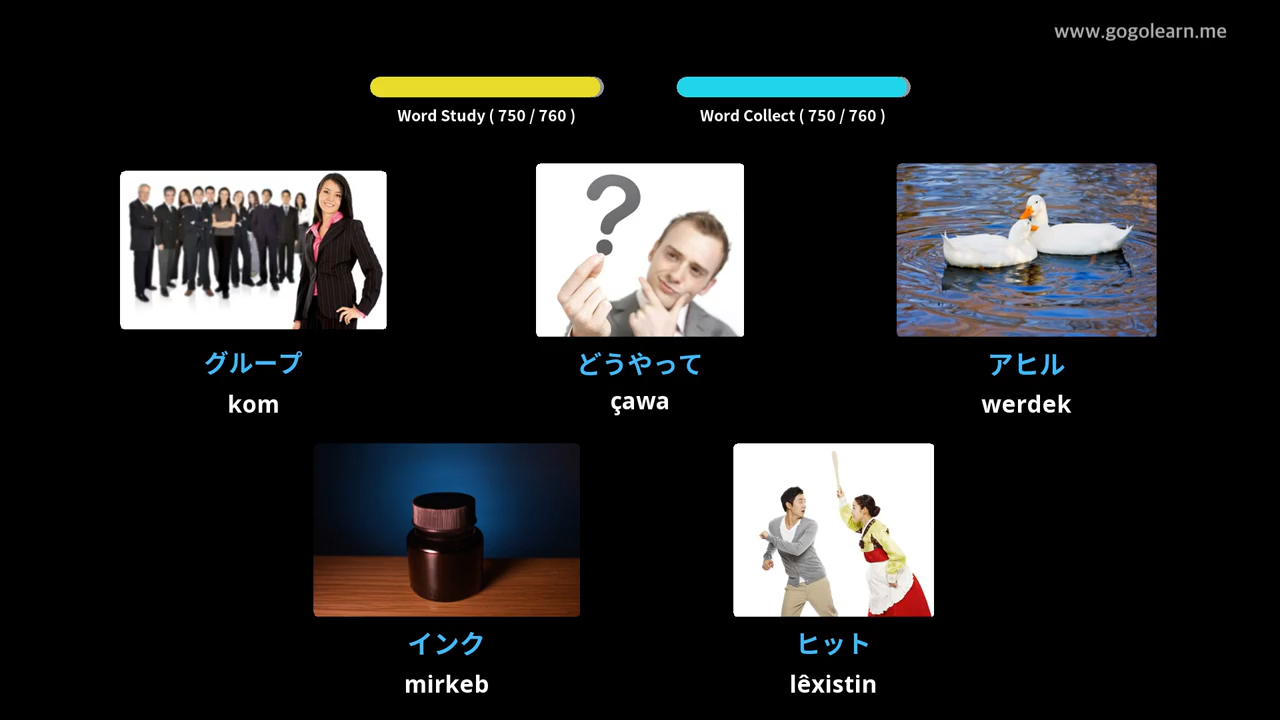 www.gogolearn.me
Word Study ( 750 / 760 )
Word Collect ( 750 / 760 )
グループ
kom
どうやって
çawa
アヒル
werdek
インク
mirkeb
ヒット
lêxistin